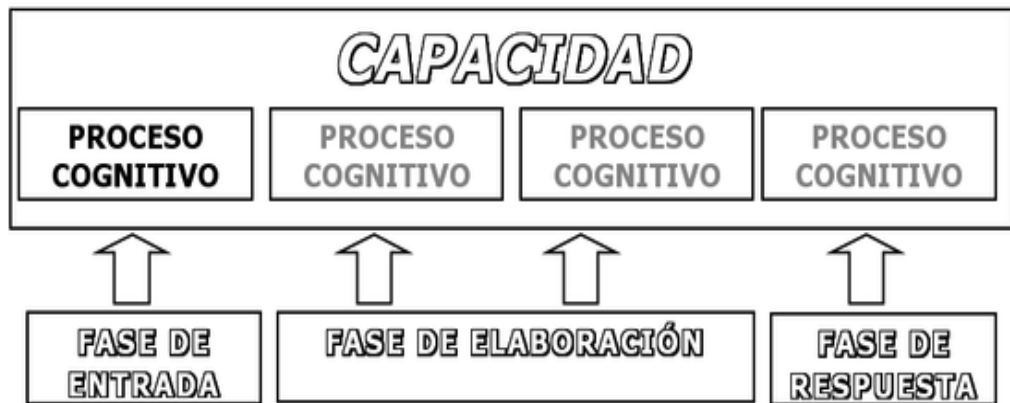 CAPACIDAD
PROCESO
COGNITIVO
PROCESO
COGNITIVO
PROCESO
COGNITIVO
PROCESO
COGNITIVO
FASE DE
ENTRADA
FASE DE ELABORACIÓN
FASE DE
RESPUESTA